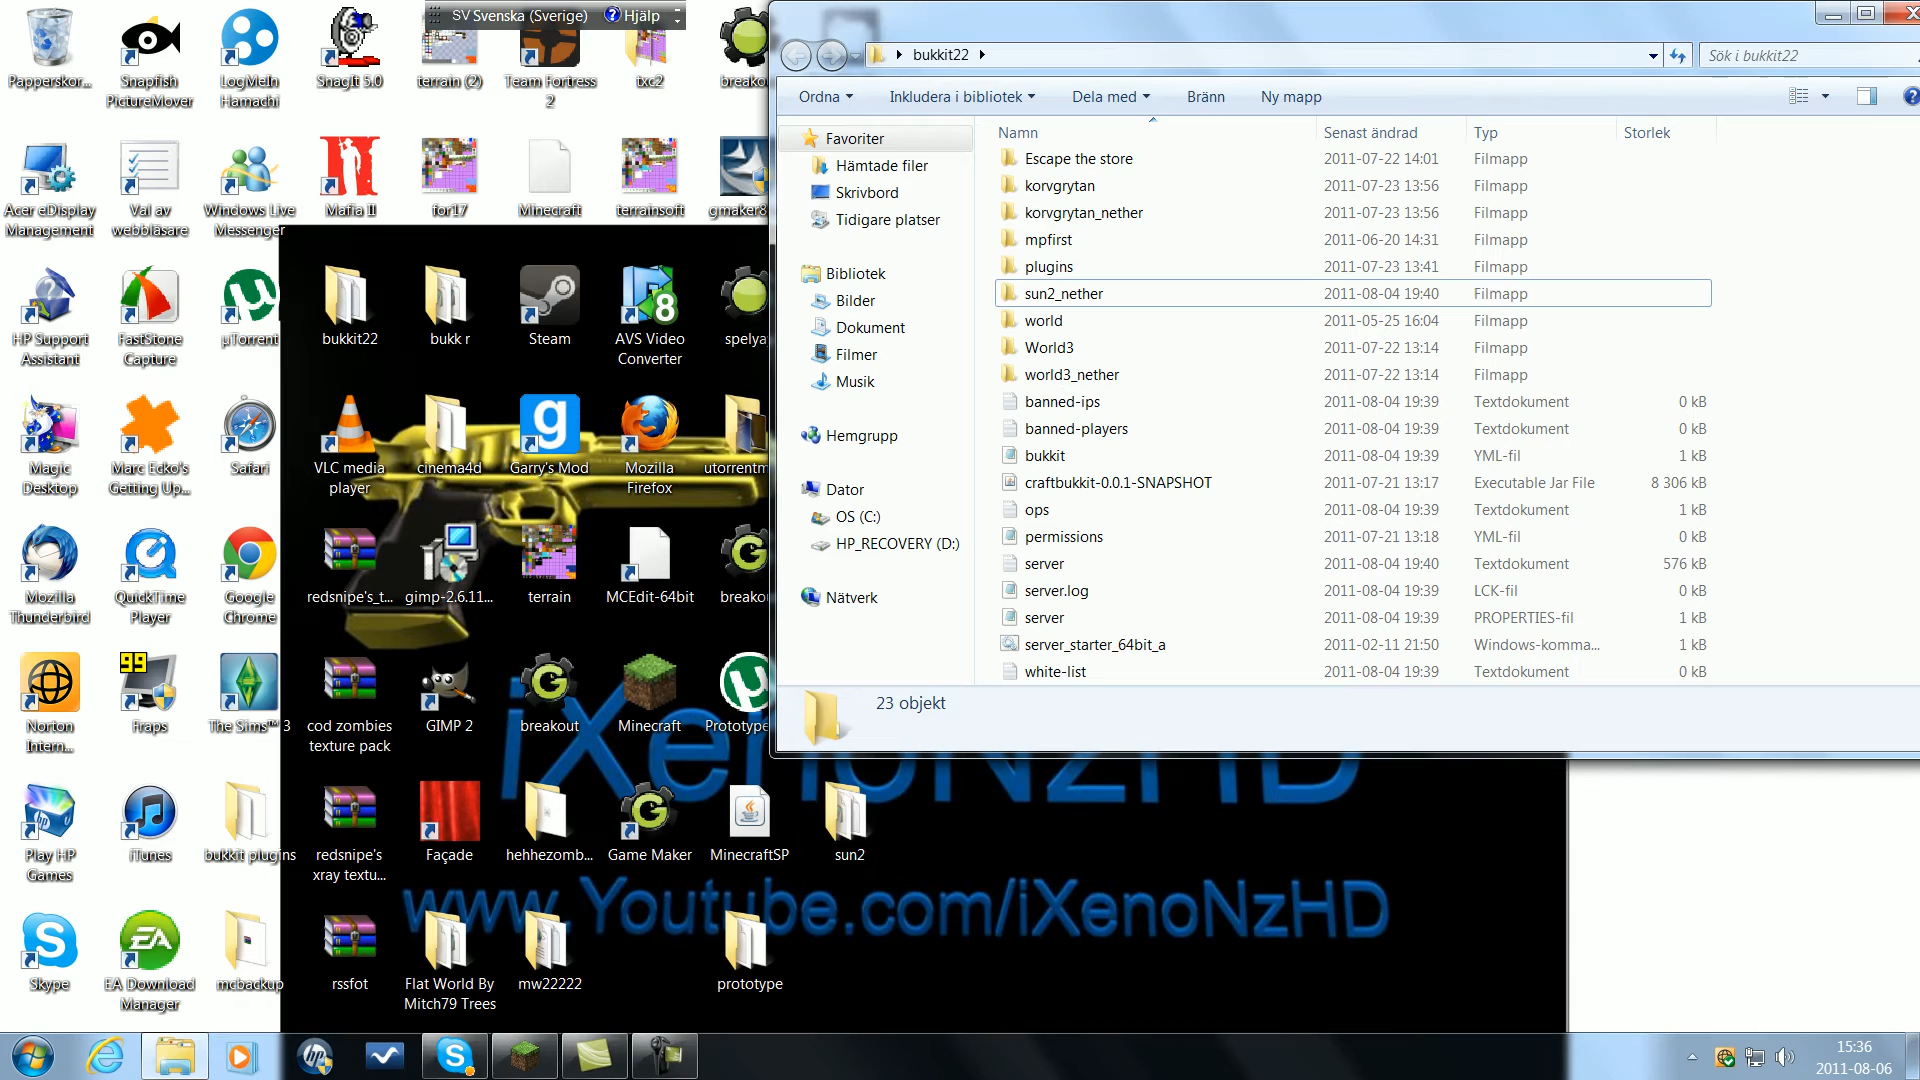 SV Svenska (Sverige) Hjälp
Papperskor...
Snapfish
PictureMover
LogMeIn
Hamachi
SnagIt 5.0
terrain (2)
Team Fortress
2
txc2
Acer eDisplay
Management
Val av
webbläsare
Windows Live
Messenger
Mafia II
for17
Minecraft
terrainsoft
HP Support
Assistant
FastStone
Capture
µTorrent
bukkit22
bukk r
Steam
AVS Video
Converter
Magic
Desktop
Marc Ecko's
Getting Up...
Safari
VLC media
player
cinema4d
Garry's Mod
Mozilla
Firefox
Mozilla
Thunderbird
QuickTime
Player
Google
Chrome
redsnipe's_t...
gimp-2.6.11...
terrain
MCEdit-64bit
Norton
Intern...
99
Fraps
The Sims™ 3
cod zombies
texture pack
GIMP 2
breakout
Minecraft
Prototype
Play HP
Games
iTunes
bukkit plugins
redsnipe's
xray textu...
Façade
hehhezomb...
Game Maker
MinecraftSP
sun2
Skype
EA Download
Manager
mcbackup
rssfot
Flat World By
Mitch79 Trees
mw22222
prototype
iXenoNzHD
www.Youtube.com/iXenoNzHD
bukkit22
Sök i bukkit22
Ordna Inkludera i bibliotek Dela med Bränn Ny mapp
Favoriter
Hämtade filer
Skrivbord
Tidigare platser
Bibliotek
Bilder
Dokument
Filmer
Musik
Hemgrupp
Dator
OS (C:)
HP_RECOVERY (D:)
Nätverk
Namn Senast ändrad Typ Storlek
Escape the store 2011-07-22 14:01 Filmapp
korvgrytan 2011-07-23 13:56 Filmapp
korvgrytan_nether 2011-07-23 13:56 Filmapp
mpfirst 2011-06-20 14:31 Filmapp
plugins 2011-07-23 13:41 Filmapp
sun2_nether 2011-08-04 19:40 Filmapp
world 2011-05-25 16:04 Filmapp
World3 2011-07-22 13:14 Filmapp
world3_nether 2011-07-22 13:14 Filmapp
banned-ips 2011-08-04 19:39 Textdokument 0 kB
banned-players 2011-08-04 19:39 Textdokument 0 kB
bukkit 2011-08-04 19:39 YML-fil 1 kB
craftbukkit-0.0.1-SNAPSHOT 2011-07-21 13:17 Executable Jar File 8 306 kB
ops 2011-08-04 19:39 Textdokument 1 kB
permissions 2011-07-21 13:18 YML-fil 0 kB
server 2011-08-04 19:40 Textdokument 576 kB
server.log 2011-08-04 19:39 LCK-fil 0 kB
server 2011-08-04 19:39 PROPERTIES-fil 1 kB
server_starter_64bit_a 2011-02-11 21:50 Windows-komma... 1 kB
white-list 2011-08-04 19:39 Textdokument 0 kB
23 objekt
15:36
2011-08-06